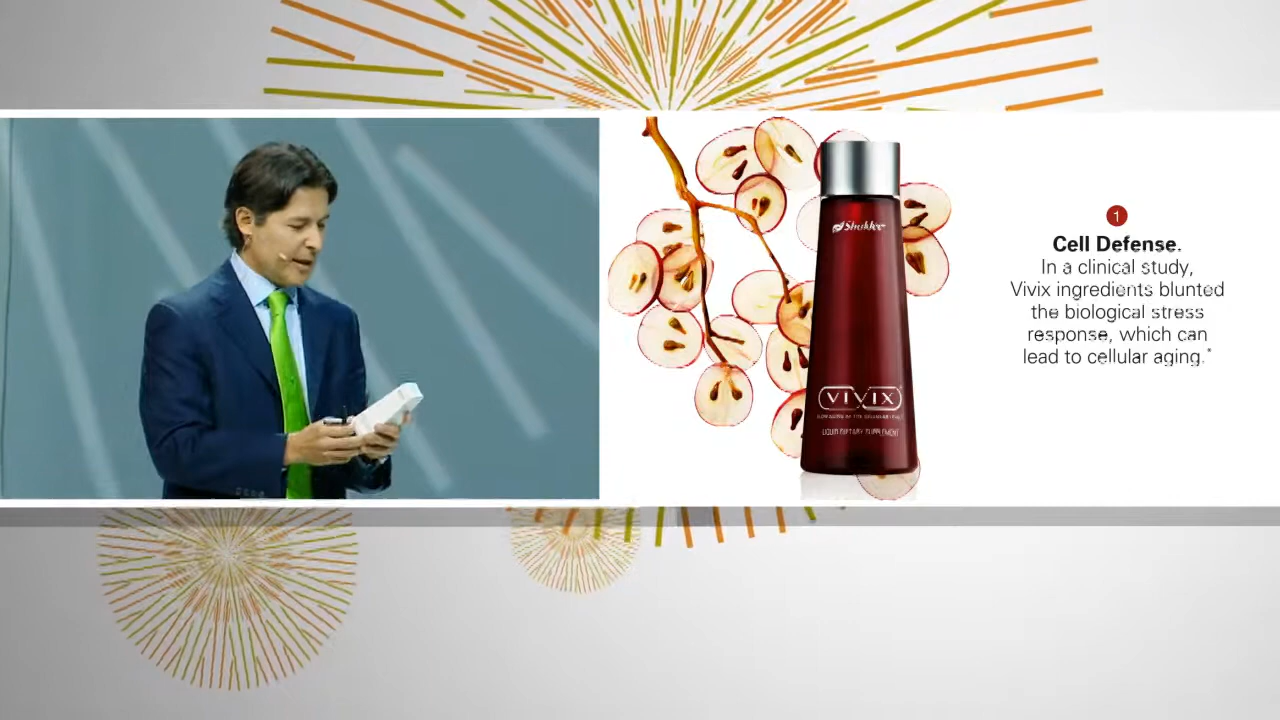 Shaklee
VIVIX
LIQUID DIETARY SUPPLEMENT
1
Cell Defense.
In a clinical study,
Vivix ingredients blunted
the biological stress
response, which can
lead to cellular aging.*